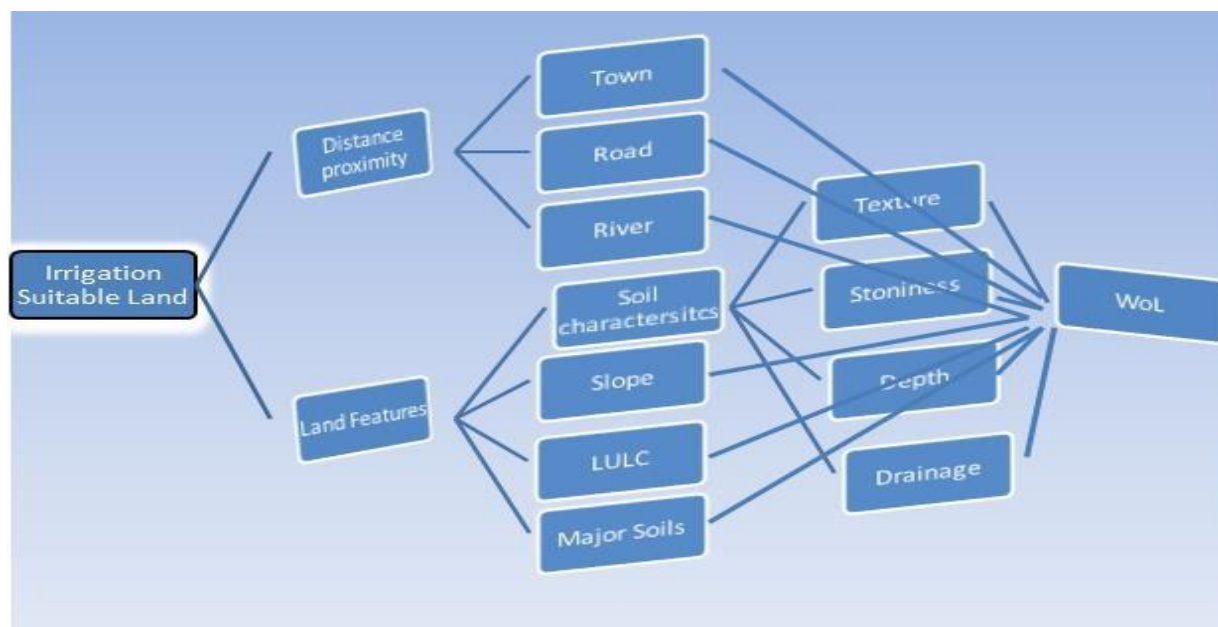 Irrigation
Suitable Land
Distance
proximity
Land Features
Town
Road
River
Soil
charactersitcs
Slope
LULC
Major Soils
Texture
Stoniness
Depth
Drainage
WoL